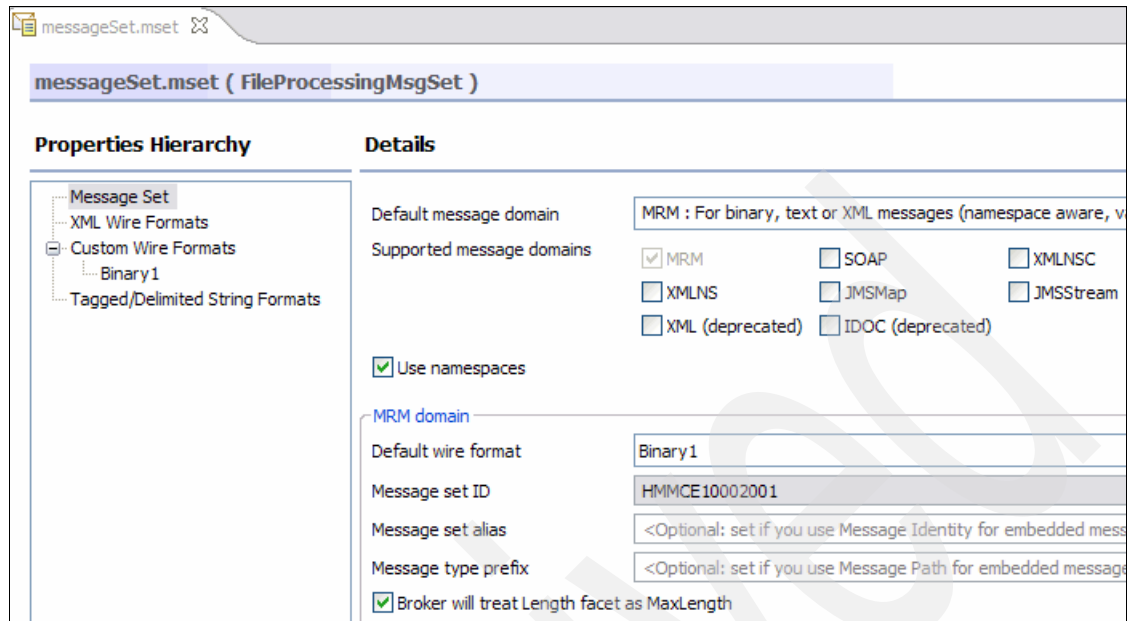 messageSet.mset
messageSet.mset ( FileProcessingMsgSet )
Properties Hierarchy
Message Set
XML Wire Formats
Custom Wire Formats
Binary1
Tagged/Delimited String Formats
Details
Default message domain
MRM : For binary, text or XML messages (namespace aware, va
Supported message domains
MRM SOAP XMLNSC
XMLNS JMSMap JMSStream
XML (deprecated) IDOC (deprecated)
Use namespaces
MRM domain
Default wire format Binary1
Message set ID HMMCE10002001
Message set alias <Optional: set if you use Message Identity for embedded mess
Message type prefix <Optional: set if you use Message Path for embedded message
Broker will treat Length facet as MaxLength